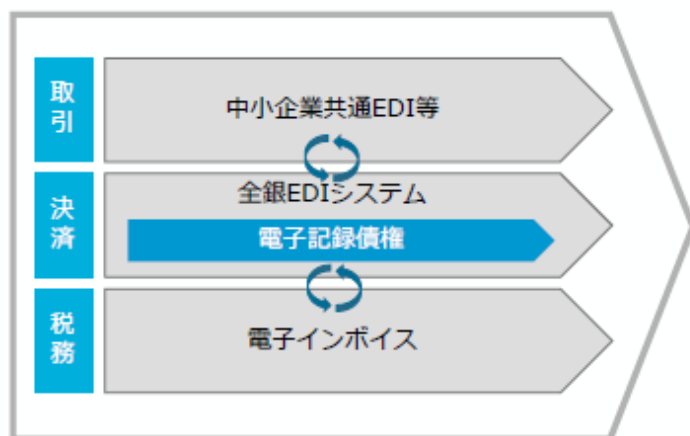 取引
中小企業共通EDI等
決済
全銀EDIシステム
電子記録債権
税務
電子インボイス